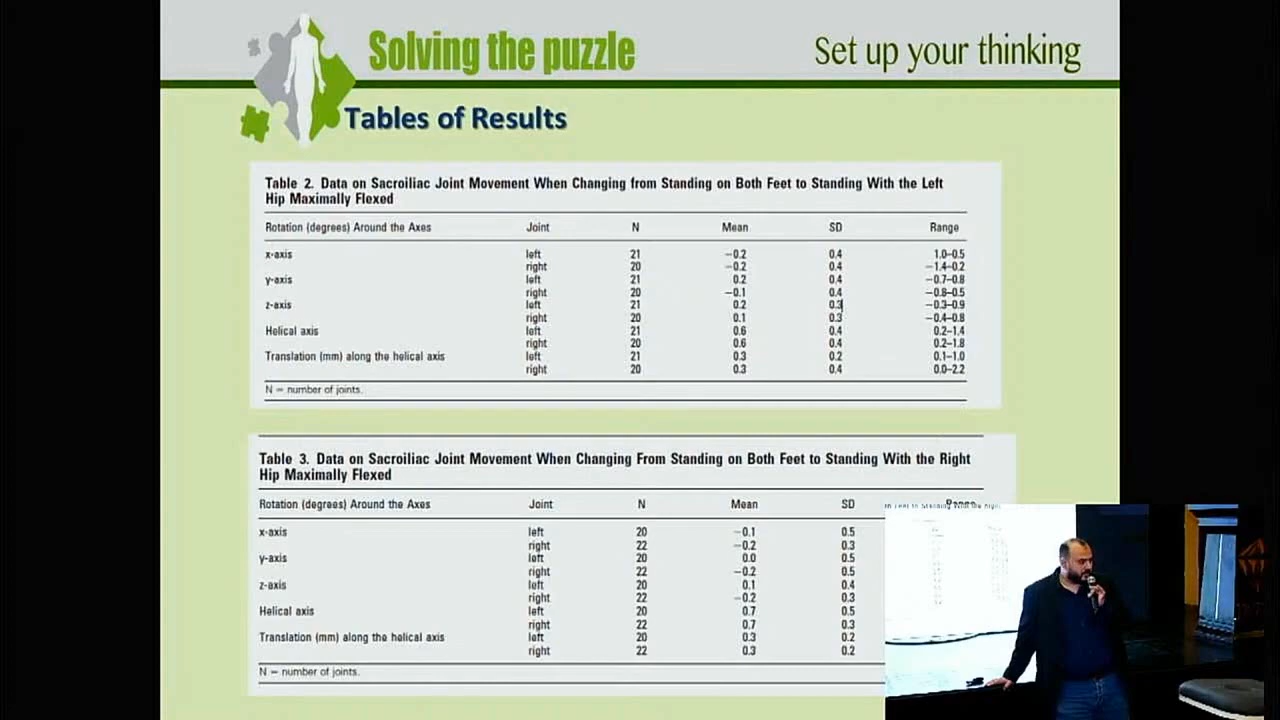 Solving the puzzle
Set up your thinking
Tables of Results
Table 2. Data on Sacroiliac Joint Movement When Changing from Standing on Both Feet to Standing With the Left
Hip Maximally Flexed
Rotation (degrees) Around the Axes Joint N Mean SD Range
x-axis left 21 −0.2 0.4 1.0–0.5
right 20 −0.2 0.4 −1.4–0.2
y-axis left 21 0.2 0.4 −0.7–0.8
right 20 −0.1 0.4 −0.8–0.5
z-axis left 21 0.2 0.3 −0.3–0.9
right 20 0.1 0.3 −0.4–0.8
Helical axis left 21 0.6 0.4 0.2–1.4
right 20 0.6 0.4 0.2–1.8
Translation (mm) along the helical axis left 21 0.3 0.2 0.1–1.0
right 20 0.3 0.4 0.0–2.2
N = number of joints.
Table 3. Data on Sacroiliac Joint Movement When Changing From Standing on Both Feet to Standing With the Right
Hip Maximally Flexed
Rotation (degrees) Around the Axes Joint N Mean SD Range
x-axis left 20 −0.1 0.5
right 22 −0.2 0.3
y-axis left 20 0.0 0.5
right 22 −0.2 0.5
z-axis left 20 0.1 0.4
right 22 −0.2 0.3
Helical axis left 20 0.7 0.5
right 22 0.7 0.3
Translation (mm) along the helical axis left 20 0.3 0.2
right 22 0.3 0.2
N = number of joints.